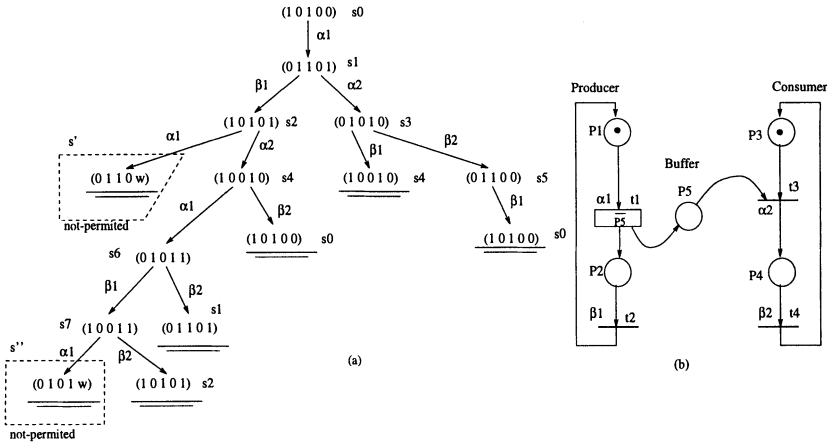 (1 0 1 0 0) s0
α1
(0 1 1 0 1) s1
β1 α2
(1 0 1 0 1) s2 (0 1 0 1 0) s3
s' α1 α2 β1 β2
(0 1 1 0 w) (1 0 0 1 0) s4 (1 0 0 1 0) s4 (0 1 1 0 0) s5
not-permitted
α1 β2 β1
(1 0 1 0 0) s0 (1 0 1 0 0) s0
s6 (0 1 0 1 1)
β1 β2 s1
s7 (1 0 0 1 1) (0 1 1 0 1)
s'' α1 β2
(0 1 0 1 w) (1 0 1 0 1) s2
not-permited
(a)
Producer Consumer
P1 P3
Buffer
P5
α1 t1 t3
P5 α2
P2 P4
β1 t2 β2 t4
(b)